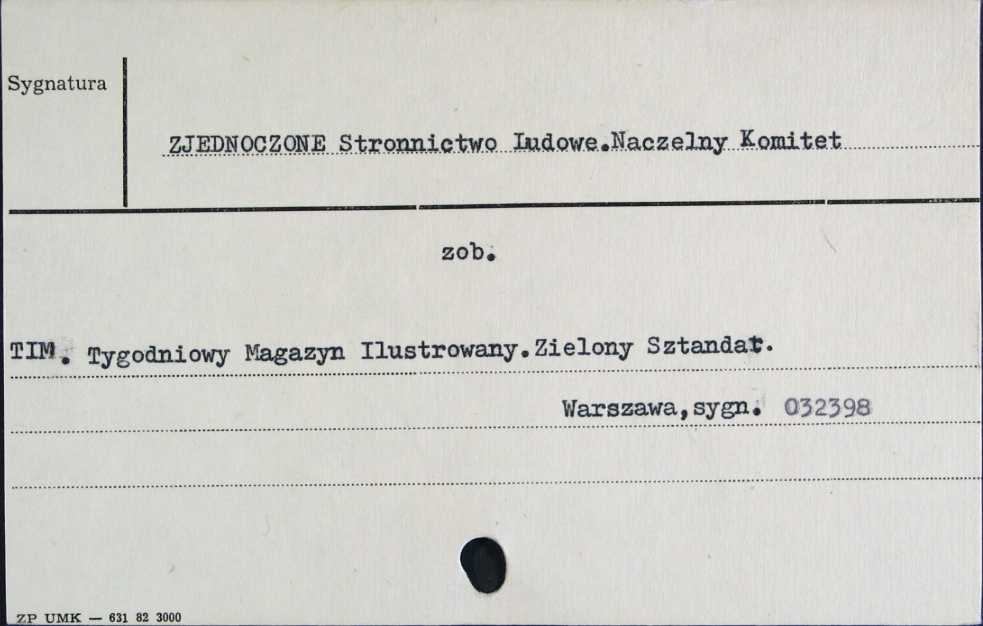 Sygnatura
ZJEDNOCZONE Stronnictwo Ludowe.Naczelny Komitet
zob.
TIM. Tygodniowy Magazyn Ilustrowany.Zielony Sztandar.
Warszawa,sygn. 032398
ZP UMK — 631 82 3000